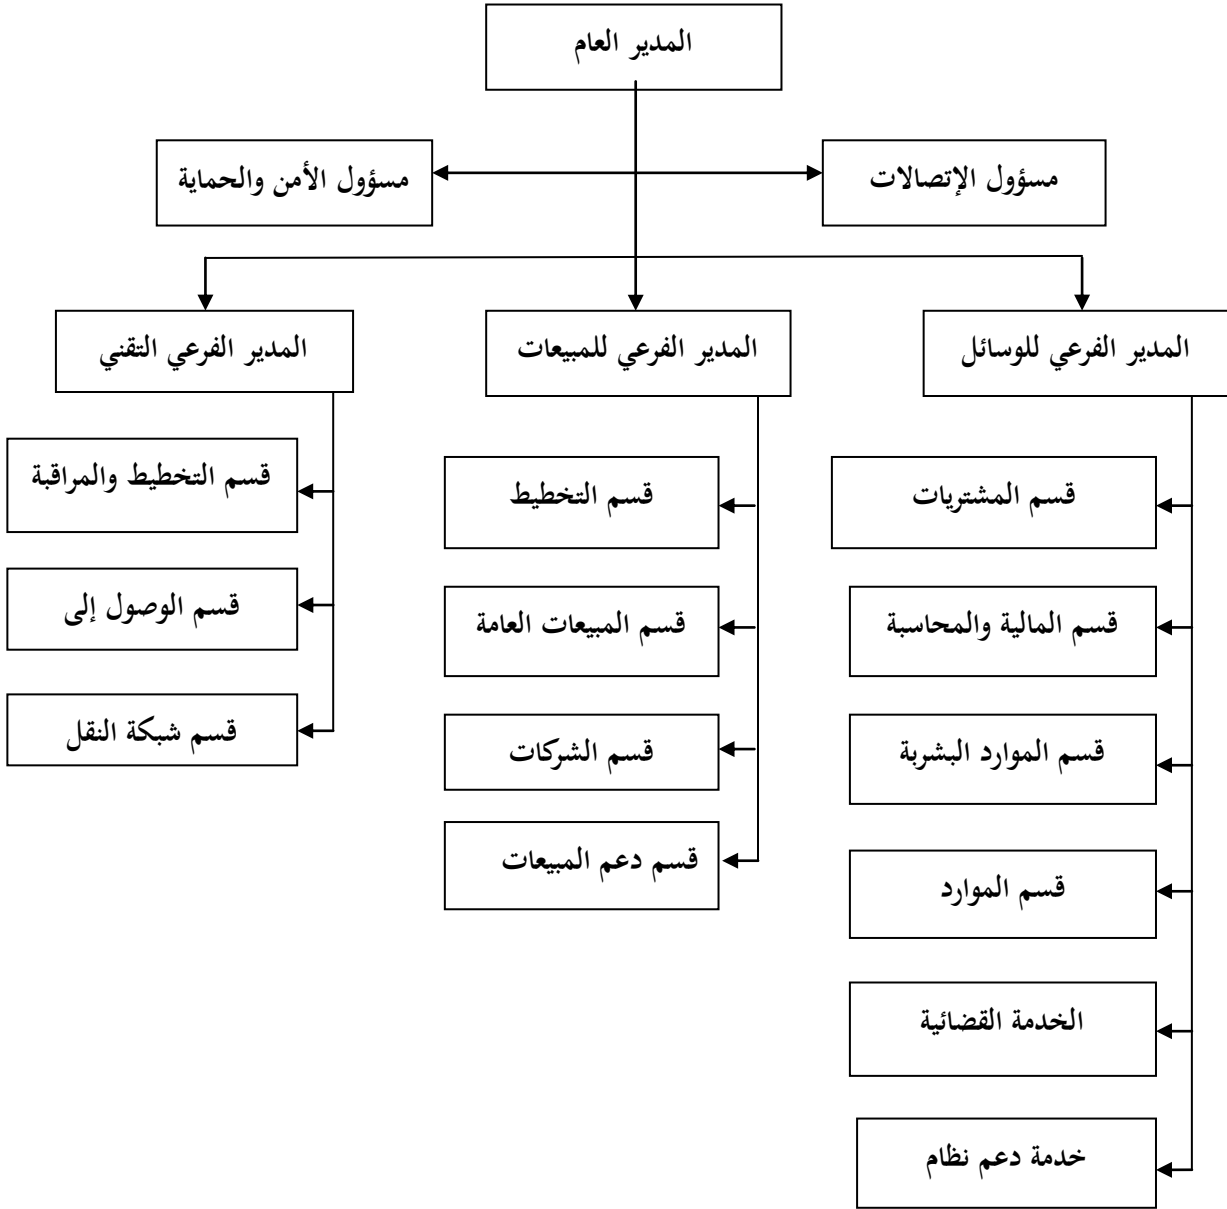 المدير العام
مسؤول الإتصالات
مسؤول الأمن والحماية
المدير الفرعي للوسائل
المدير الفرعي للمبيعات
المدير الفرعي التقني
قسم المشتريات
قسم المالية والمحاسبة
قسم الموارد البشربة
قسم الموارد
الخدمة القضائية
خدمة دعم نظام
قسم التخطيط
قسم المبيعات العامة
قسم الشركات
قسم دعم المبيعات
قسم التخطيط والمراقبة
قسم الوصول إلى
قسم شبكة النقل